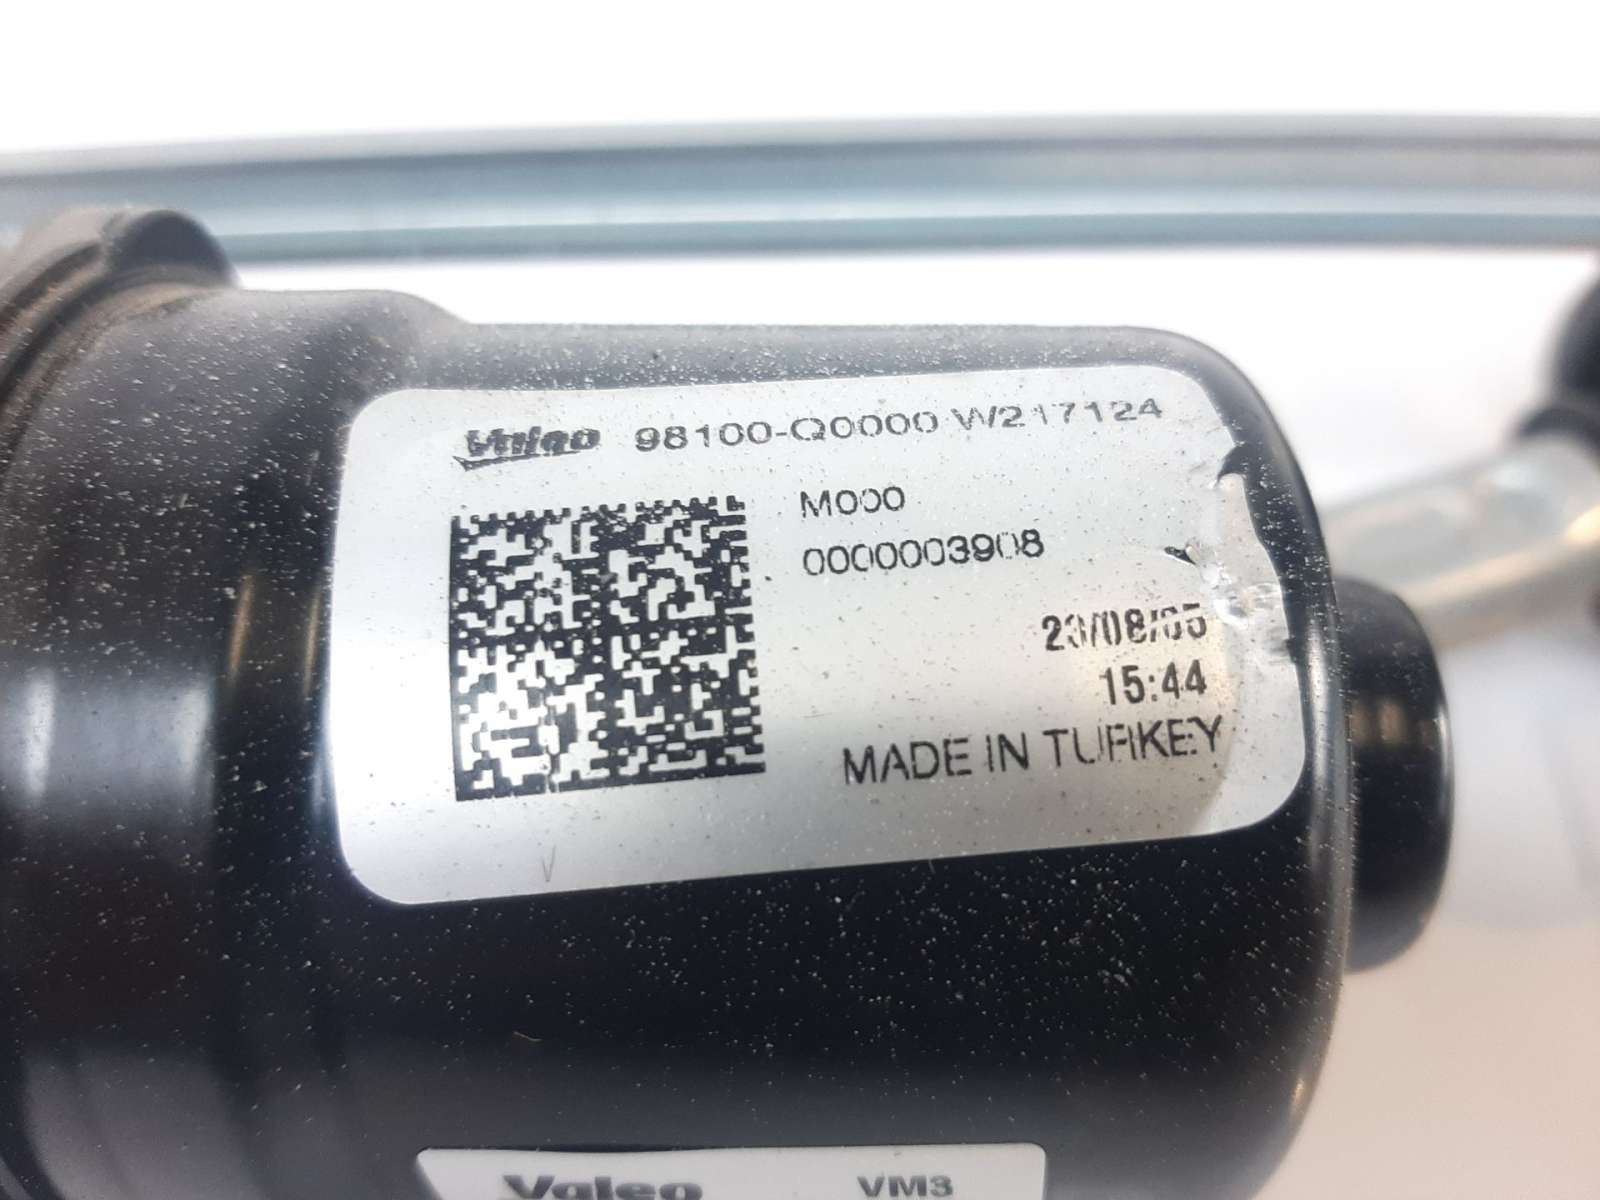 Valeo 98100-Q0000 W217124
M000
0000003908
23/08/05
15:44
MADE IN TURKEY
V
Valeo VM3